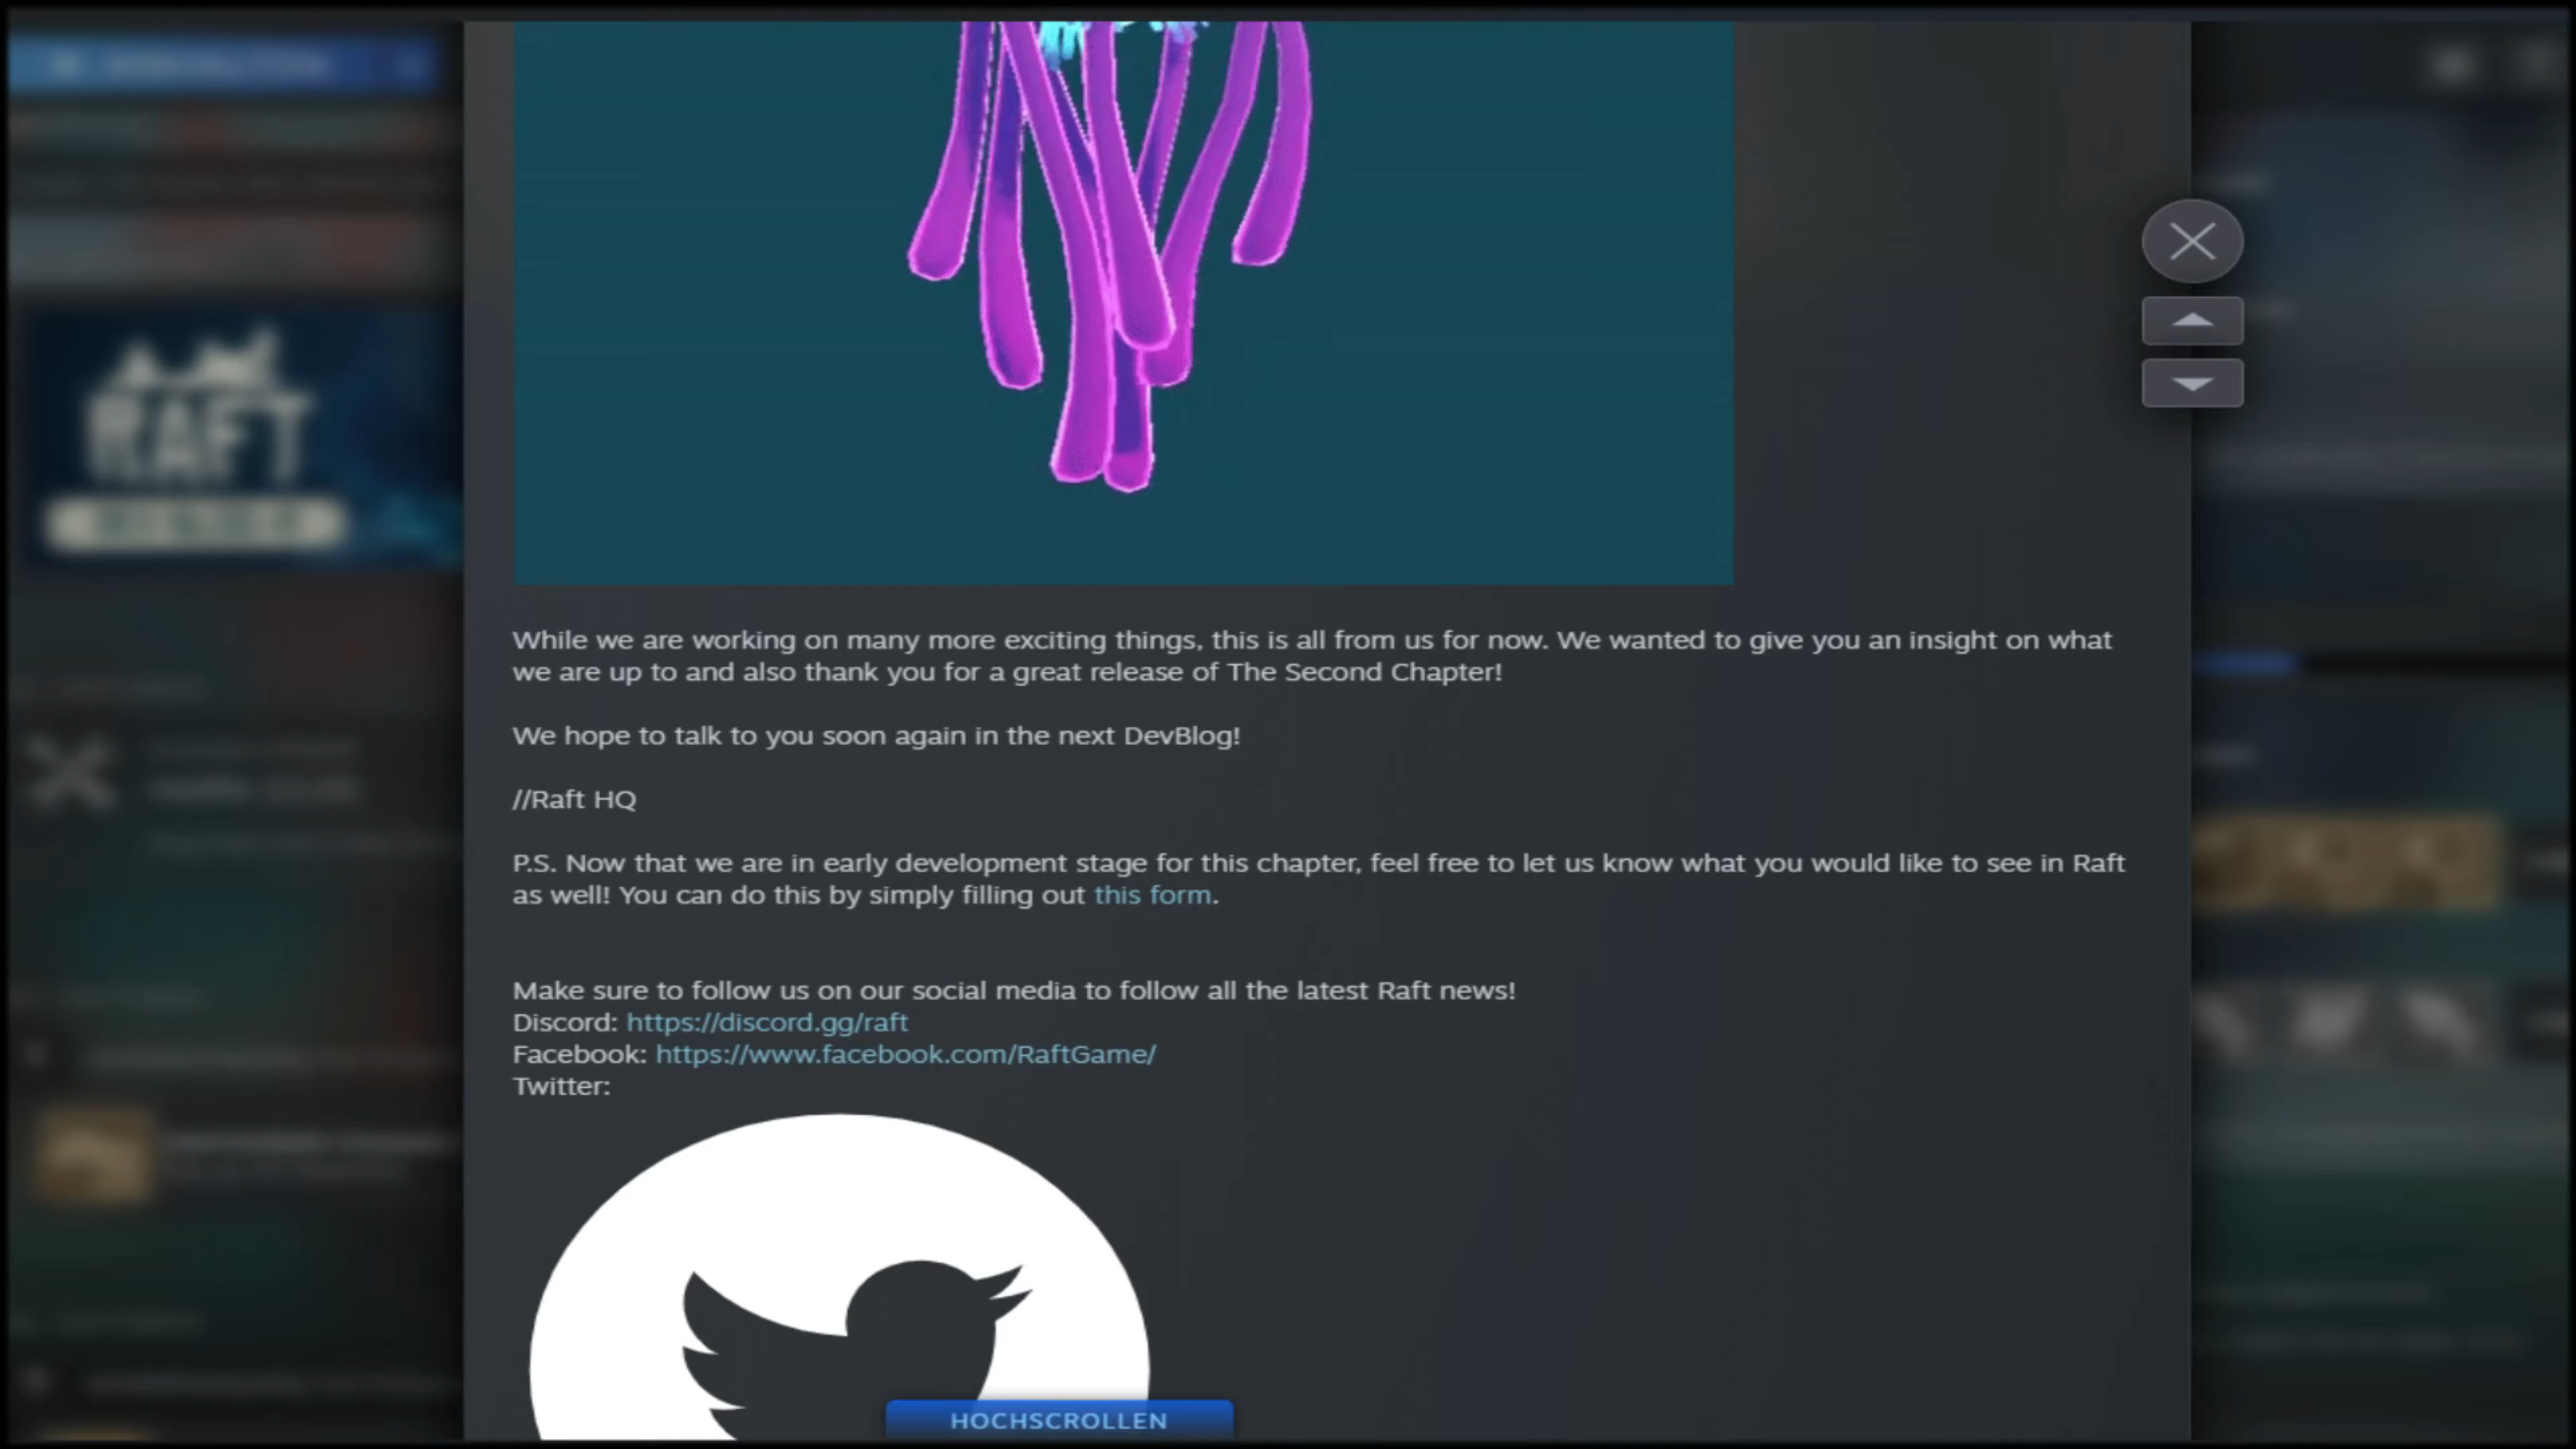 RAFT
While we are working on many more exciting things, this is all from us for now. We wanted to give you an insight on what
we are up to and also thank you for a great release of The Second Chapter!
We hope to talk to you soon again in the next DevBlog!
//Raft HQ
P.S. Now that we are in early development stage for this chapter, feel free to let us know what you would like to see in Raft
as well! You can do this by simply filling out this form.
Make sure to follow us on our social media to follow all the latest Raft news!
Discord: https://discord.gg/raft
Facebook: https://www.facebook.com/RaftGame/
Twitter:
HOCHSCROLLEN